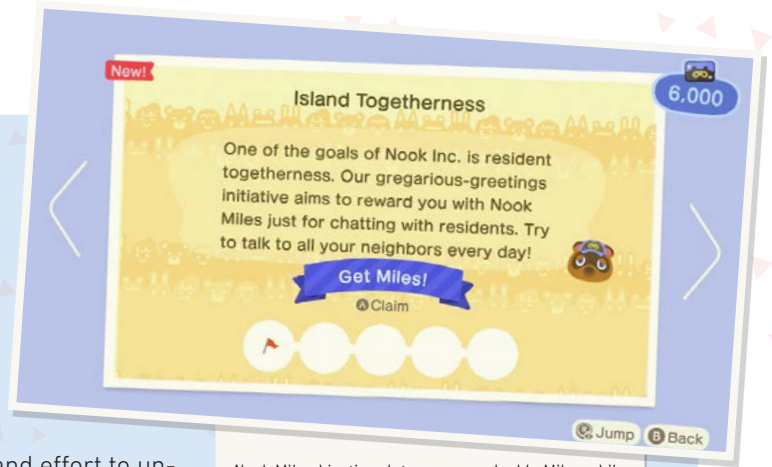 New!
6,000
Island Togetherness
One of the goals of Nook Inc. is resident
togetherness. Our gregarious-greetings
initiative aims to reward you with Nook
Miles just for chatting with residents. Try
to talk to all your neighbors every day!
Get Miles!
A Claim
Jump B Back
and effort to un-